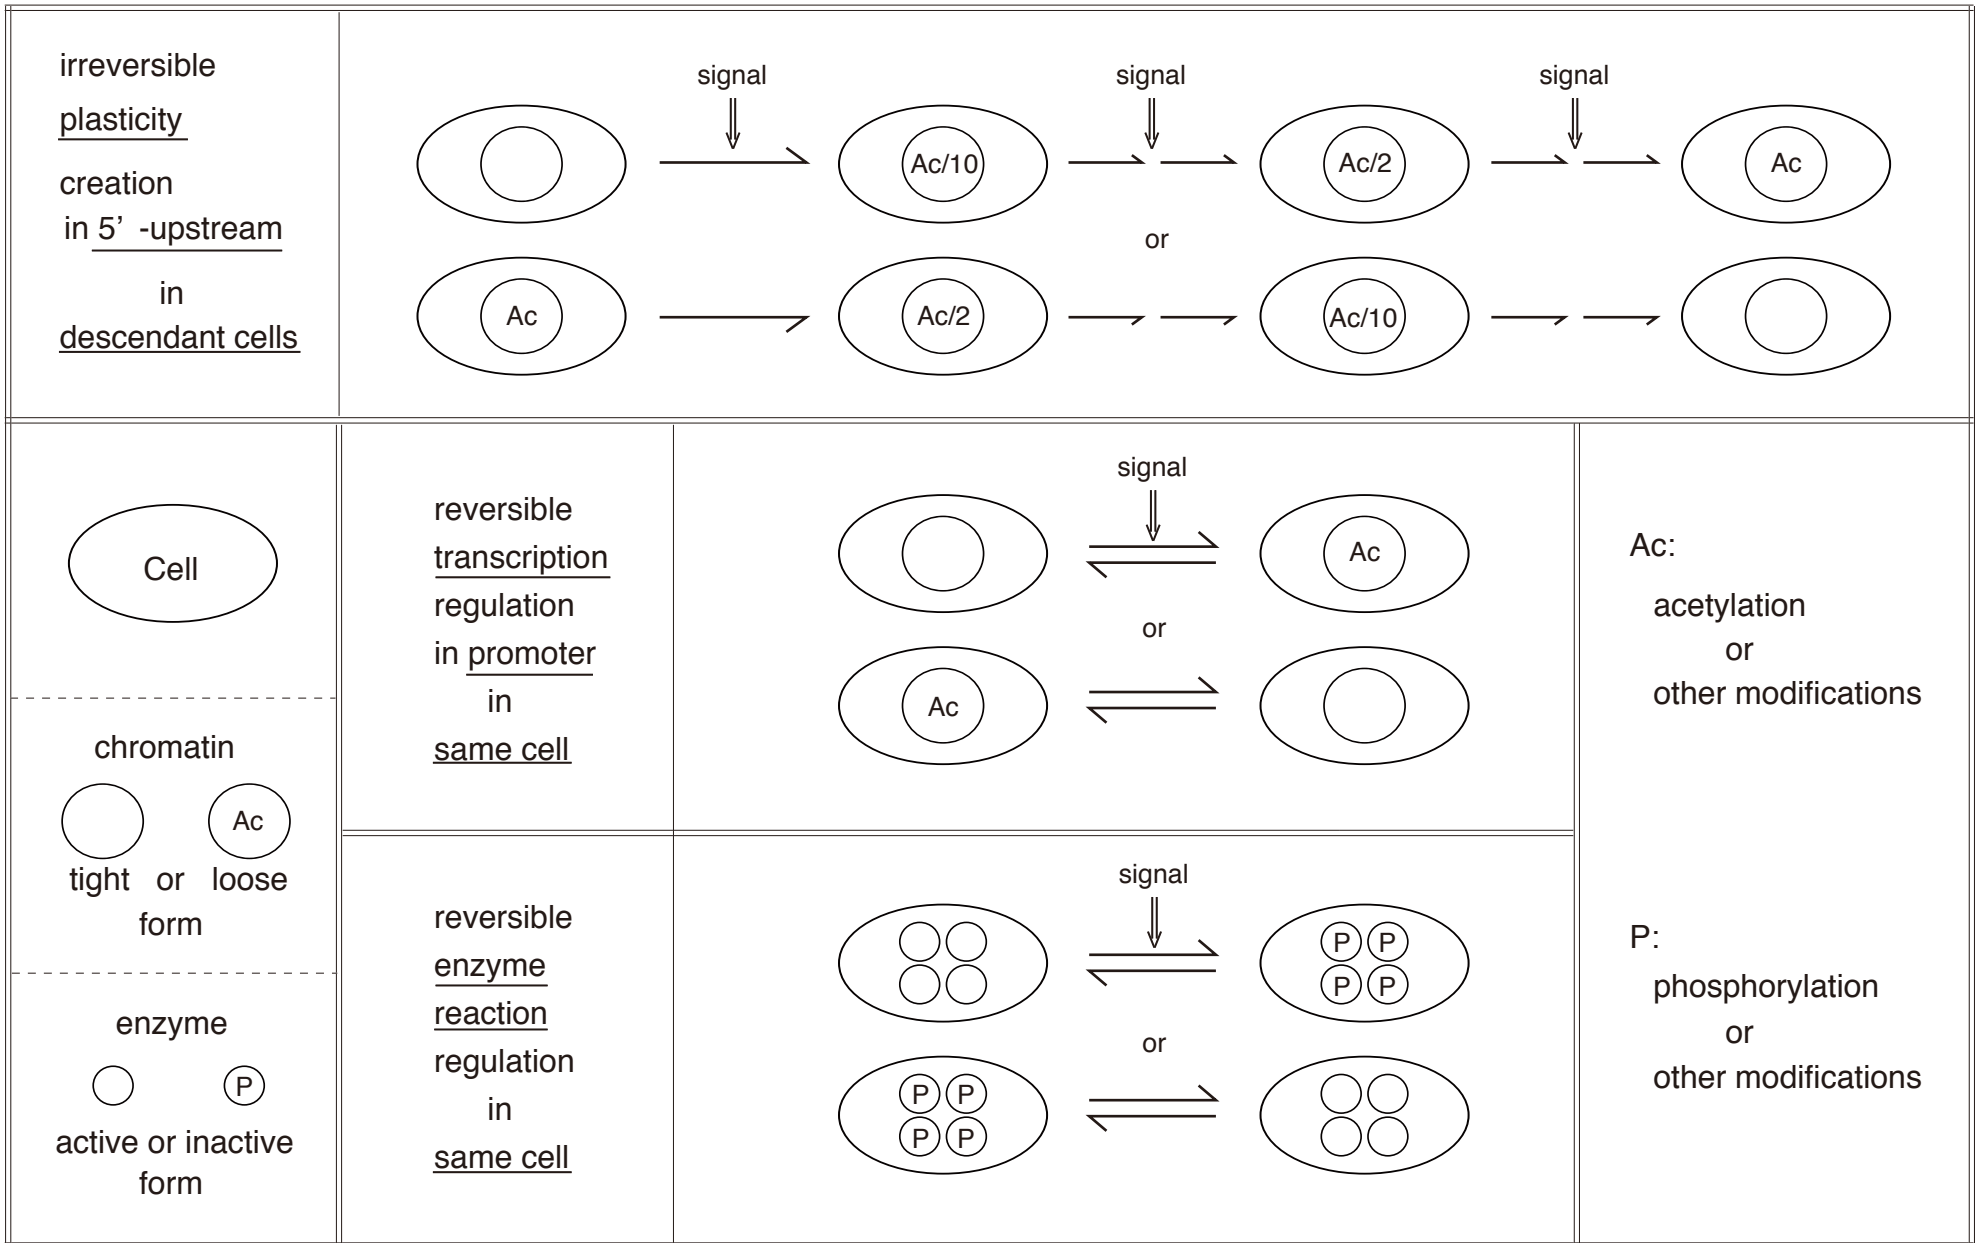 irreversible
plasticity
creation
in 5’ -upstream
in
descendant cells
signal
signal
signal
Ac/10
Ac/2
Ac
or
Ac
Ac/2
Ac/10
Cell
chromatin
Ac
tight or loose
form
enzyme
P
active or inactive
form
reversible
transcription
regulation
in promoter
in
same cell
signal
Ac
or
Ac
reversible
enzyme
reaction
regulation
in
same cell
signal
P P
P P
or
P P
P P
Ac:
acetylation
or
other modifications
P:
phosphorylation
or
other modifications